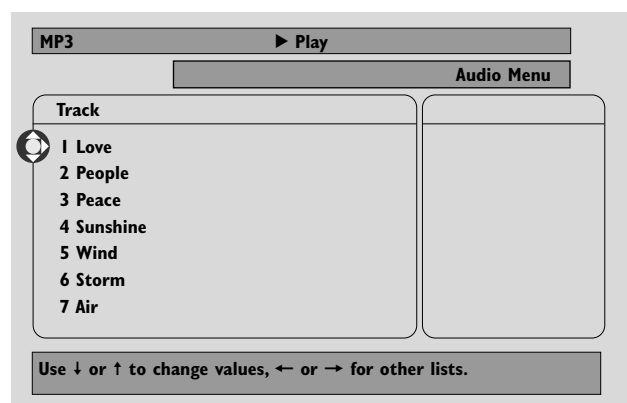 MP3 ▶ Play
Audio Menu
Track
1 Love
2 People
3 Peace
4 Sunshine
5 Wind
6 Storm
7 Air
Use ↓ or ↑ to change values, ← or → for other lists.